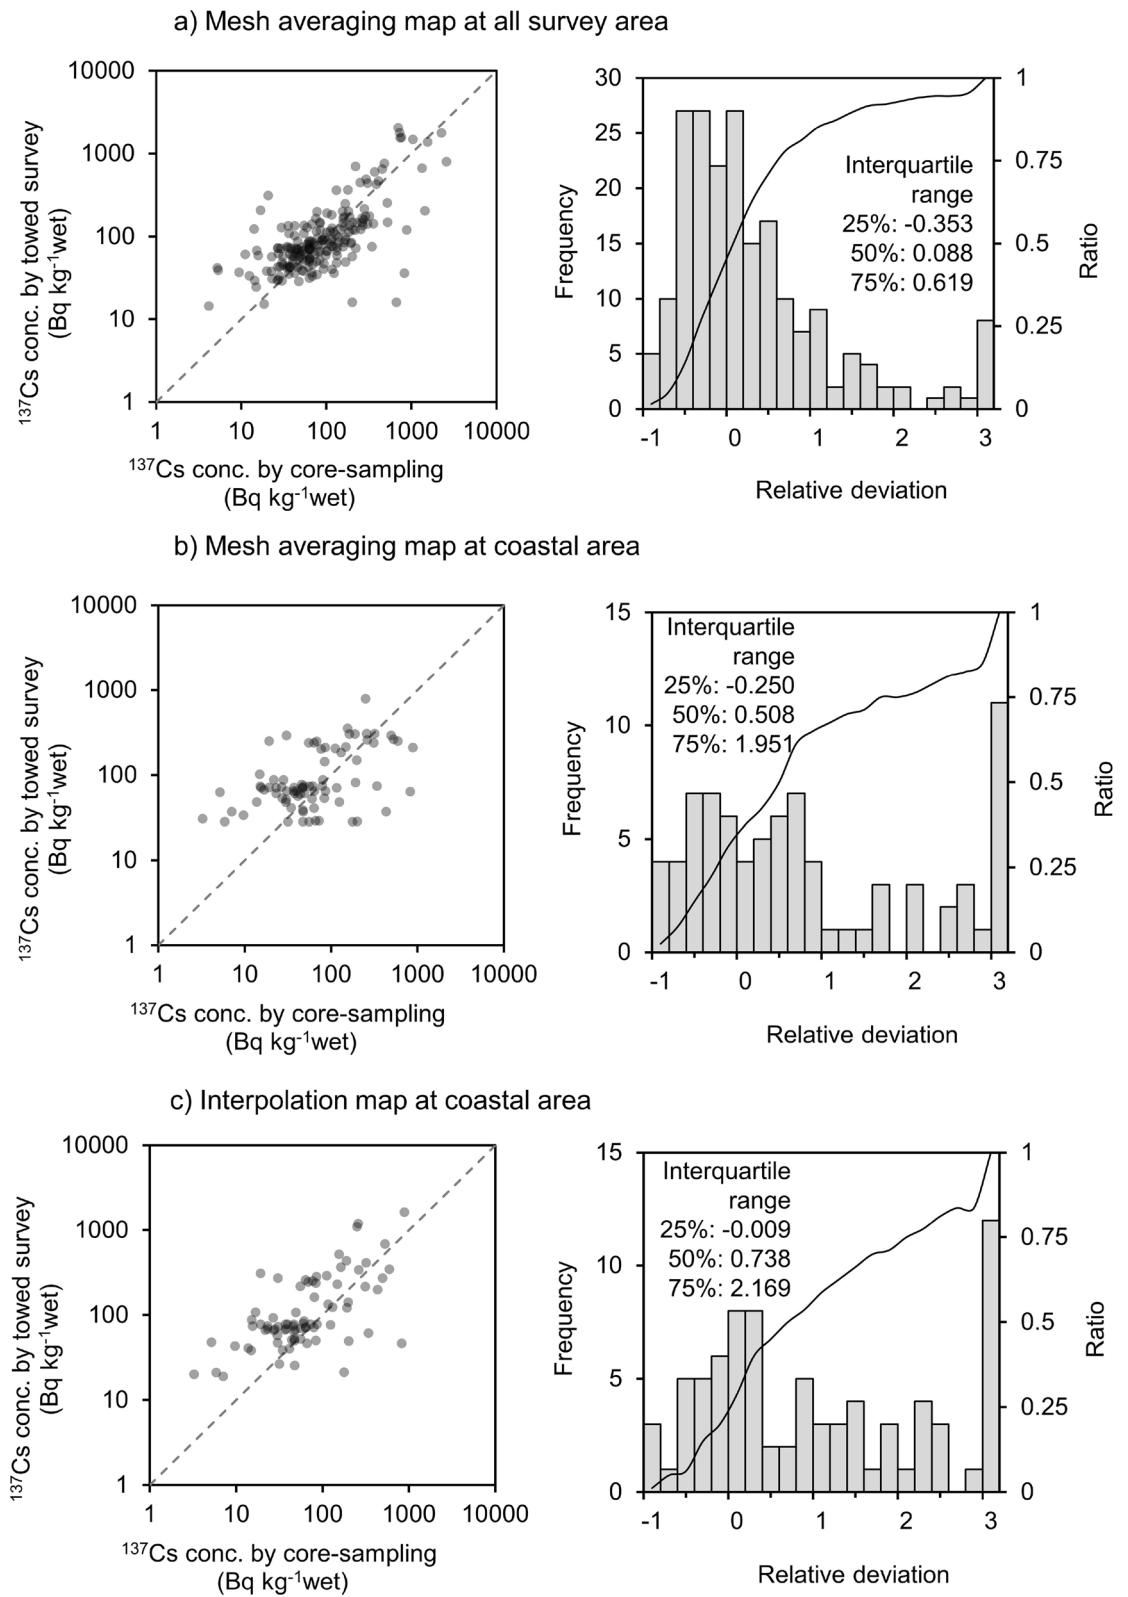 a) Mesh averaging map at all survey area
10000
1000
100
10
1
1
10
100
1000
10000
137Cs conc. by towed survey
(Bq kg-1wet)
137Cs conc. by core-sampling
(Bq kg-1wet)
30
25
20
15
10
5
0
Frequency
Interquartile
range
25%: -0.353
50%: 0.088
75%: 0.619
1
0.75
0.5
0.25
0
Ratio
-1
0
1
2
3
Relative deviation
b) Mesh averaging map at coastal area
10000
1000
100
10
1
1
10
100
1000
10000
137Cs conc. by towed survey
(Bq kg-1wet)
137Cs conc. by core-sampling
(Bq kg-1wet)
15
10
5
0
Frequency
Interquartile
range
25%: -0.250
50%: 0.508
75%: 1.951
1
0.75
0.5
0.25
0
Ratio
-1
0
1
2
3
Relative deviation
c) Interpolation map at coastal area
10000
1000
100
10
1
1
10
100
1000
10000
137Cs conc. by towed survey
(Bq kg-1wet)
137Cs conc. by core-sampling
(Bq kg-1wet)
15
10
5
0
Frequency
Interquartile
range
25%: -0.009
50%: 0.738
75%: 2.169
1
0.75
0.5
0.25
0
Ratio
-1
0
1
2
3
Relative deviation